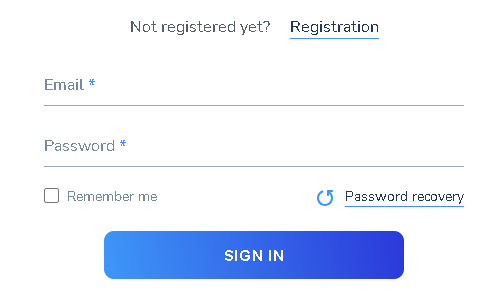 Not registered yet? Registration
Email *
Password *
Remember me Password recovery
SIGN IN